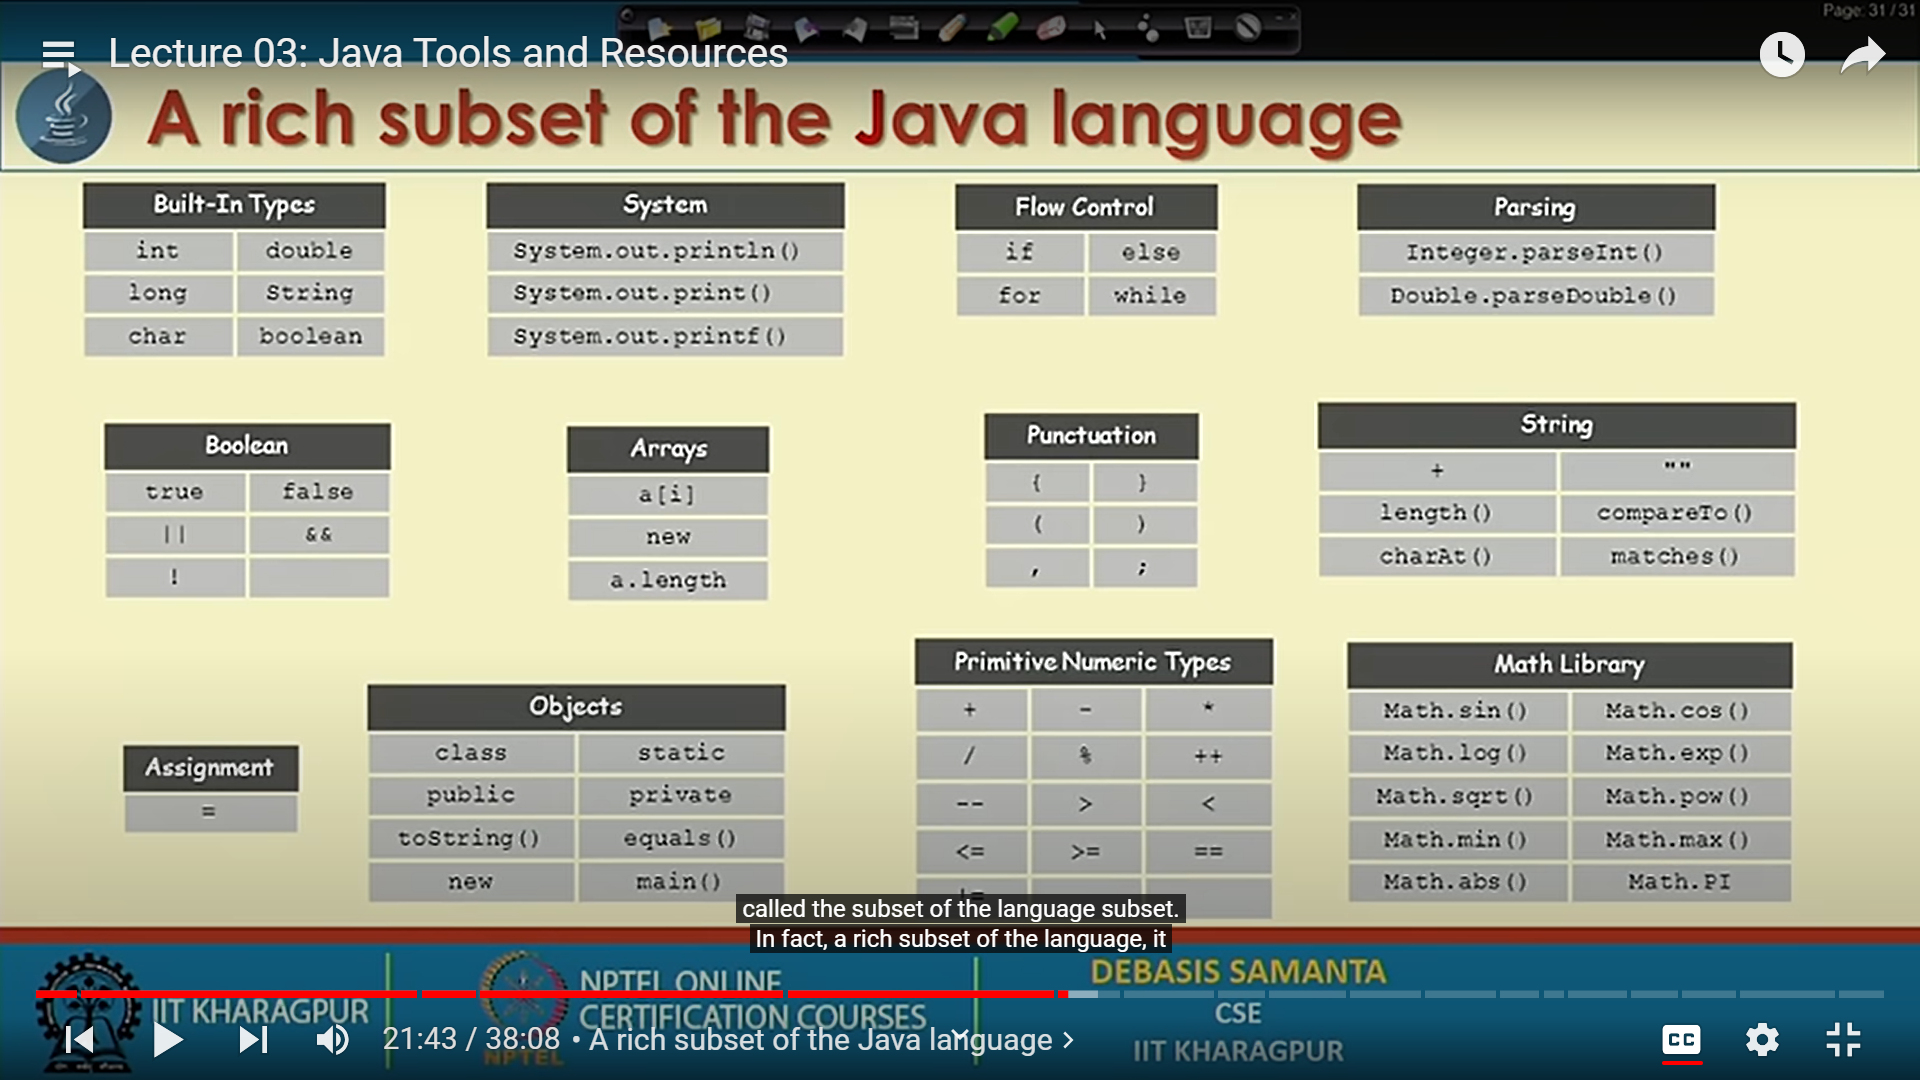 Page: 31 / 31
Lecture 03: Java Tools and Resources
A rich subset of the Java language
Built-In Types
int double
long String
char boolean
System
System.out.println()
System.out.print()
System.out.printf()
Flow Control
if else
for while
Parsing
Integer.parseInt()
Double.parseDouble()
Boolean
true false
|| &&
!
Arrays
a[i]
new
a.length
Punctuation
{ }
( )
, ;
String
+ ""
length() compareTo()
charAt() matches()
Assignment
=
Objects
class static
public private
toString() equals()
new main()
Primitive Numeric Types
+ - *
/ % ++
-- > <
<= >= ==
!=
Math Library
Math.sin() Math.cos()
Math.log() Math.exp()
Math.sqrt() Math.pow()
Math.min() Math.max()
Math.abs() Math.PI
called the subset of the language subset.
In fact, a rich subset of the language, it
IIT KHARAGPUR
NPTEL ONLINE
CERTIFICATION COURSES
NPTEL
DEBASIS SAMANTA
CSE
IIT KHARAGPUR
21:43 / 38:08 • A rich subset of the Java language
CC